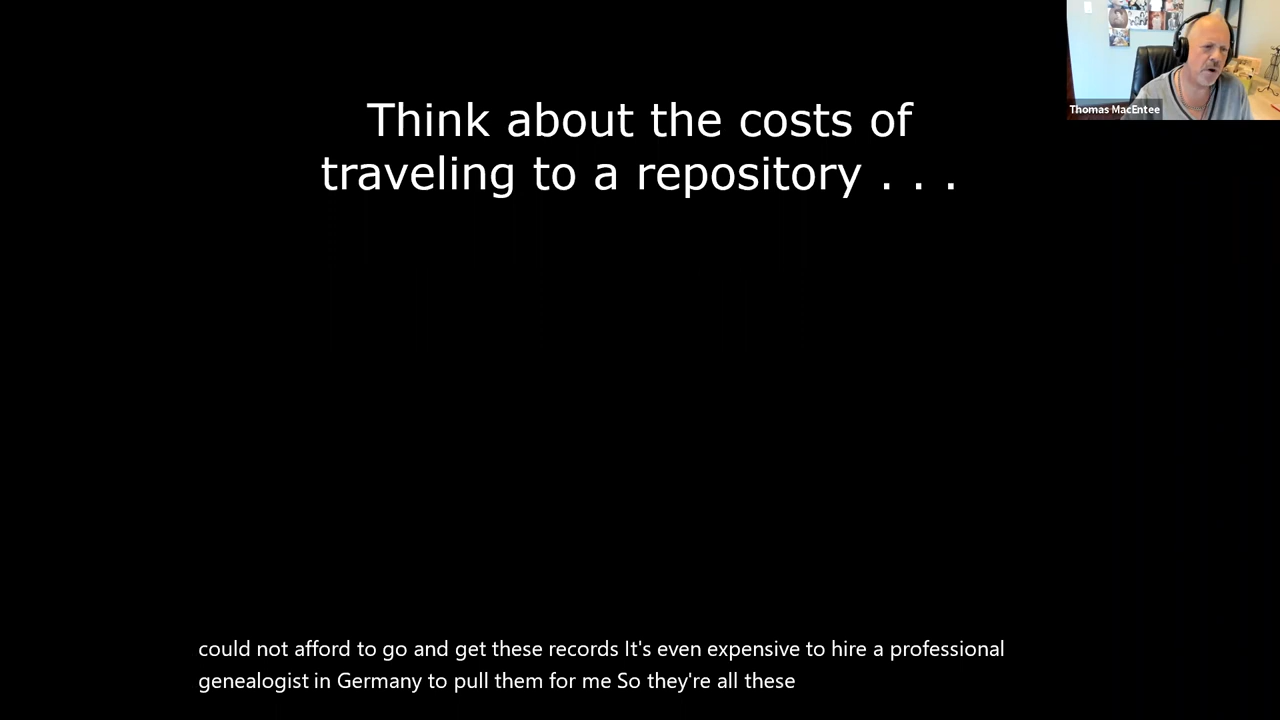 Think about the costs of
traveling to a repository . . .
Thomas MacEntee
could not afford to go and get these records It's even expensive to hire a professional
genealogist in Germany to pull them for me So they're all these